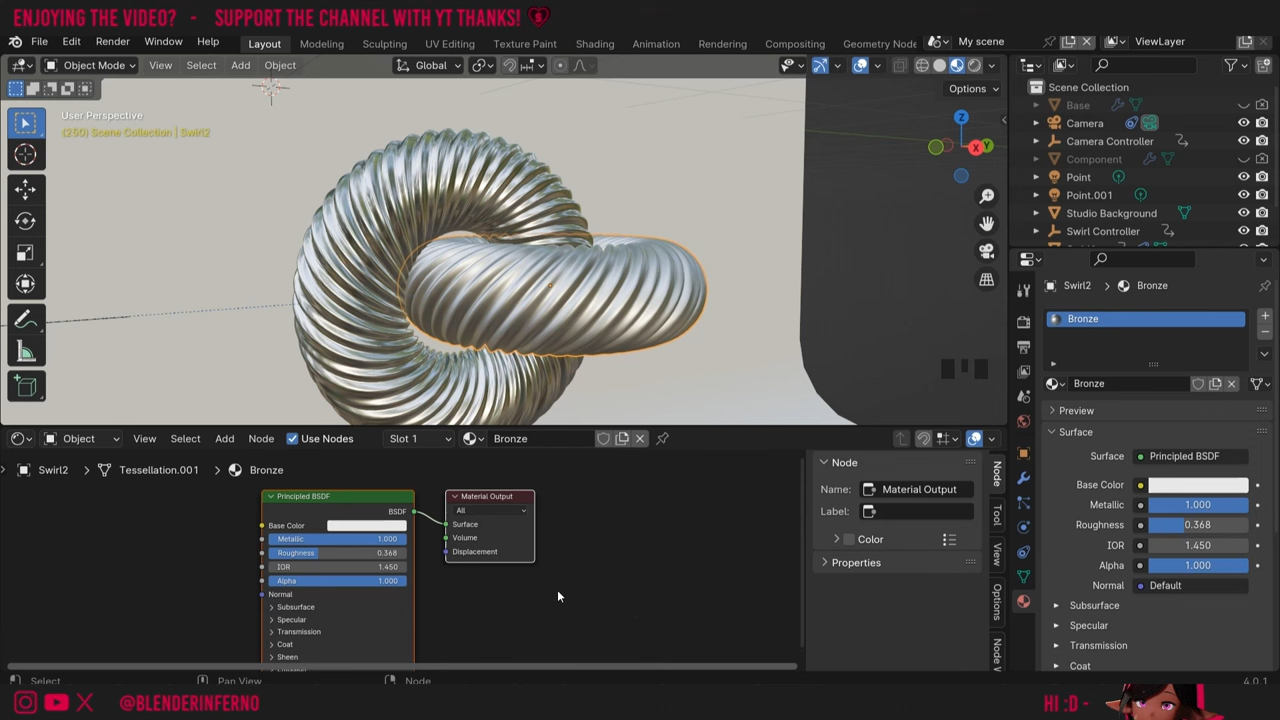 ENJOYING THE VIDEO? - SUPPORT THE CHANNEL WITH YT THANKS!
File Edit Render Window Help Layout Modeling Sculpting UV Editing Texture Paint Shading Animation Rendering Compositing Geometry Node My scene ViewLayer
Object Mode View Select Add Object Global
Options
User Perspective
(250) Scene Collection | Swirl2
Z
X
Y
Scene Collection
Base
Camera
Camera Controller
Component
Point
Point.001
Studio Background
Swirl Controller
Swirl2 Bronze
Bronze
Bronze
Preview
Surface
Surface Principled BSDF
Base Color
Metallic 1.000
Roughness 0.368
IOR 1.450
Alpha 1.000
Normal Default
Subsurface
Specular
Transmission
Coat
Object View Select Add Node Use Nodes Slot 1 Bronze
Swirl2 Tessellation.001 Bronze
Principled BSDF
BSDF
Base Color
Metallic 1.000
Roughness 0.368
IOR 1.450
Alpha 1.000
Normal
Subsurface
Specular
Transmission
Coat
Sheen
Material Output
All
Surface
Volume
Displacement
Node
Name: Material Output
Label:
Color
Properties
Node
Tool
View
Options
Node
Select Pan View Node 4.0.1
@BLENDERINFERNO HI :D -